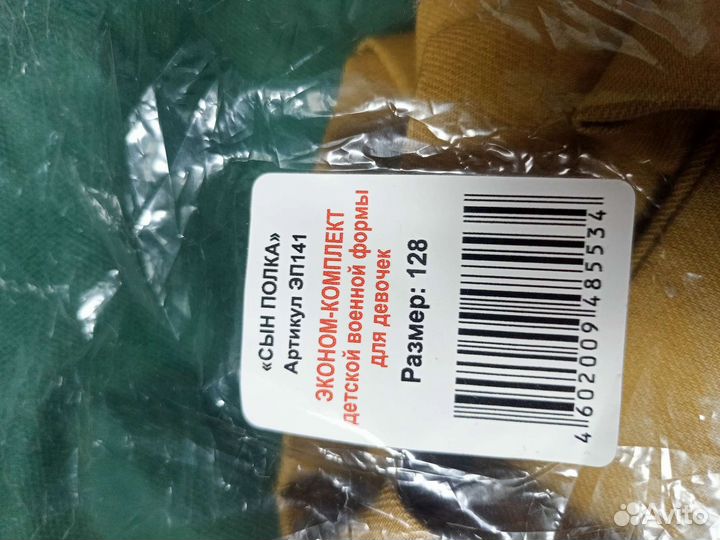 «СЫН ПОЛКА»
Артикул ЭП141
ЭКОНОМ-КОМПЛЕКТ
детской военной формы
для девочек
Размер: 128
4 602009 485534
Avito